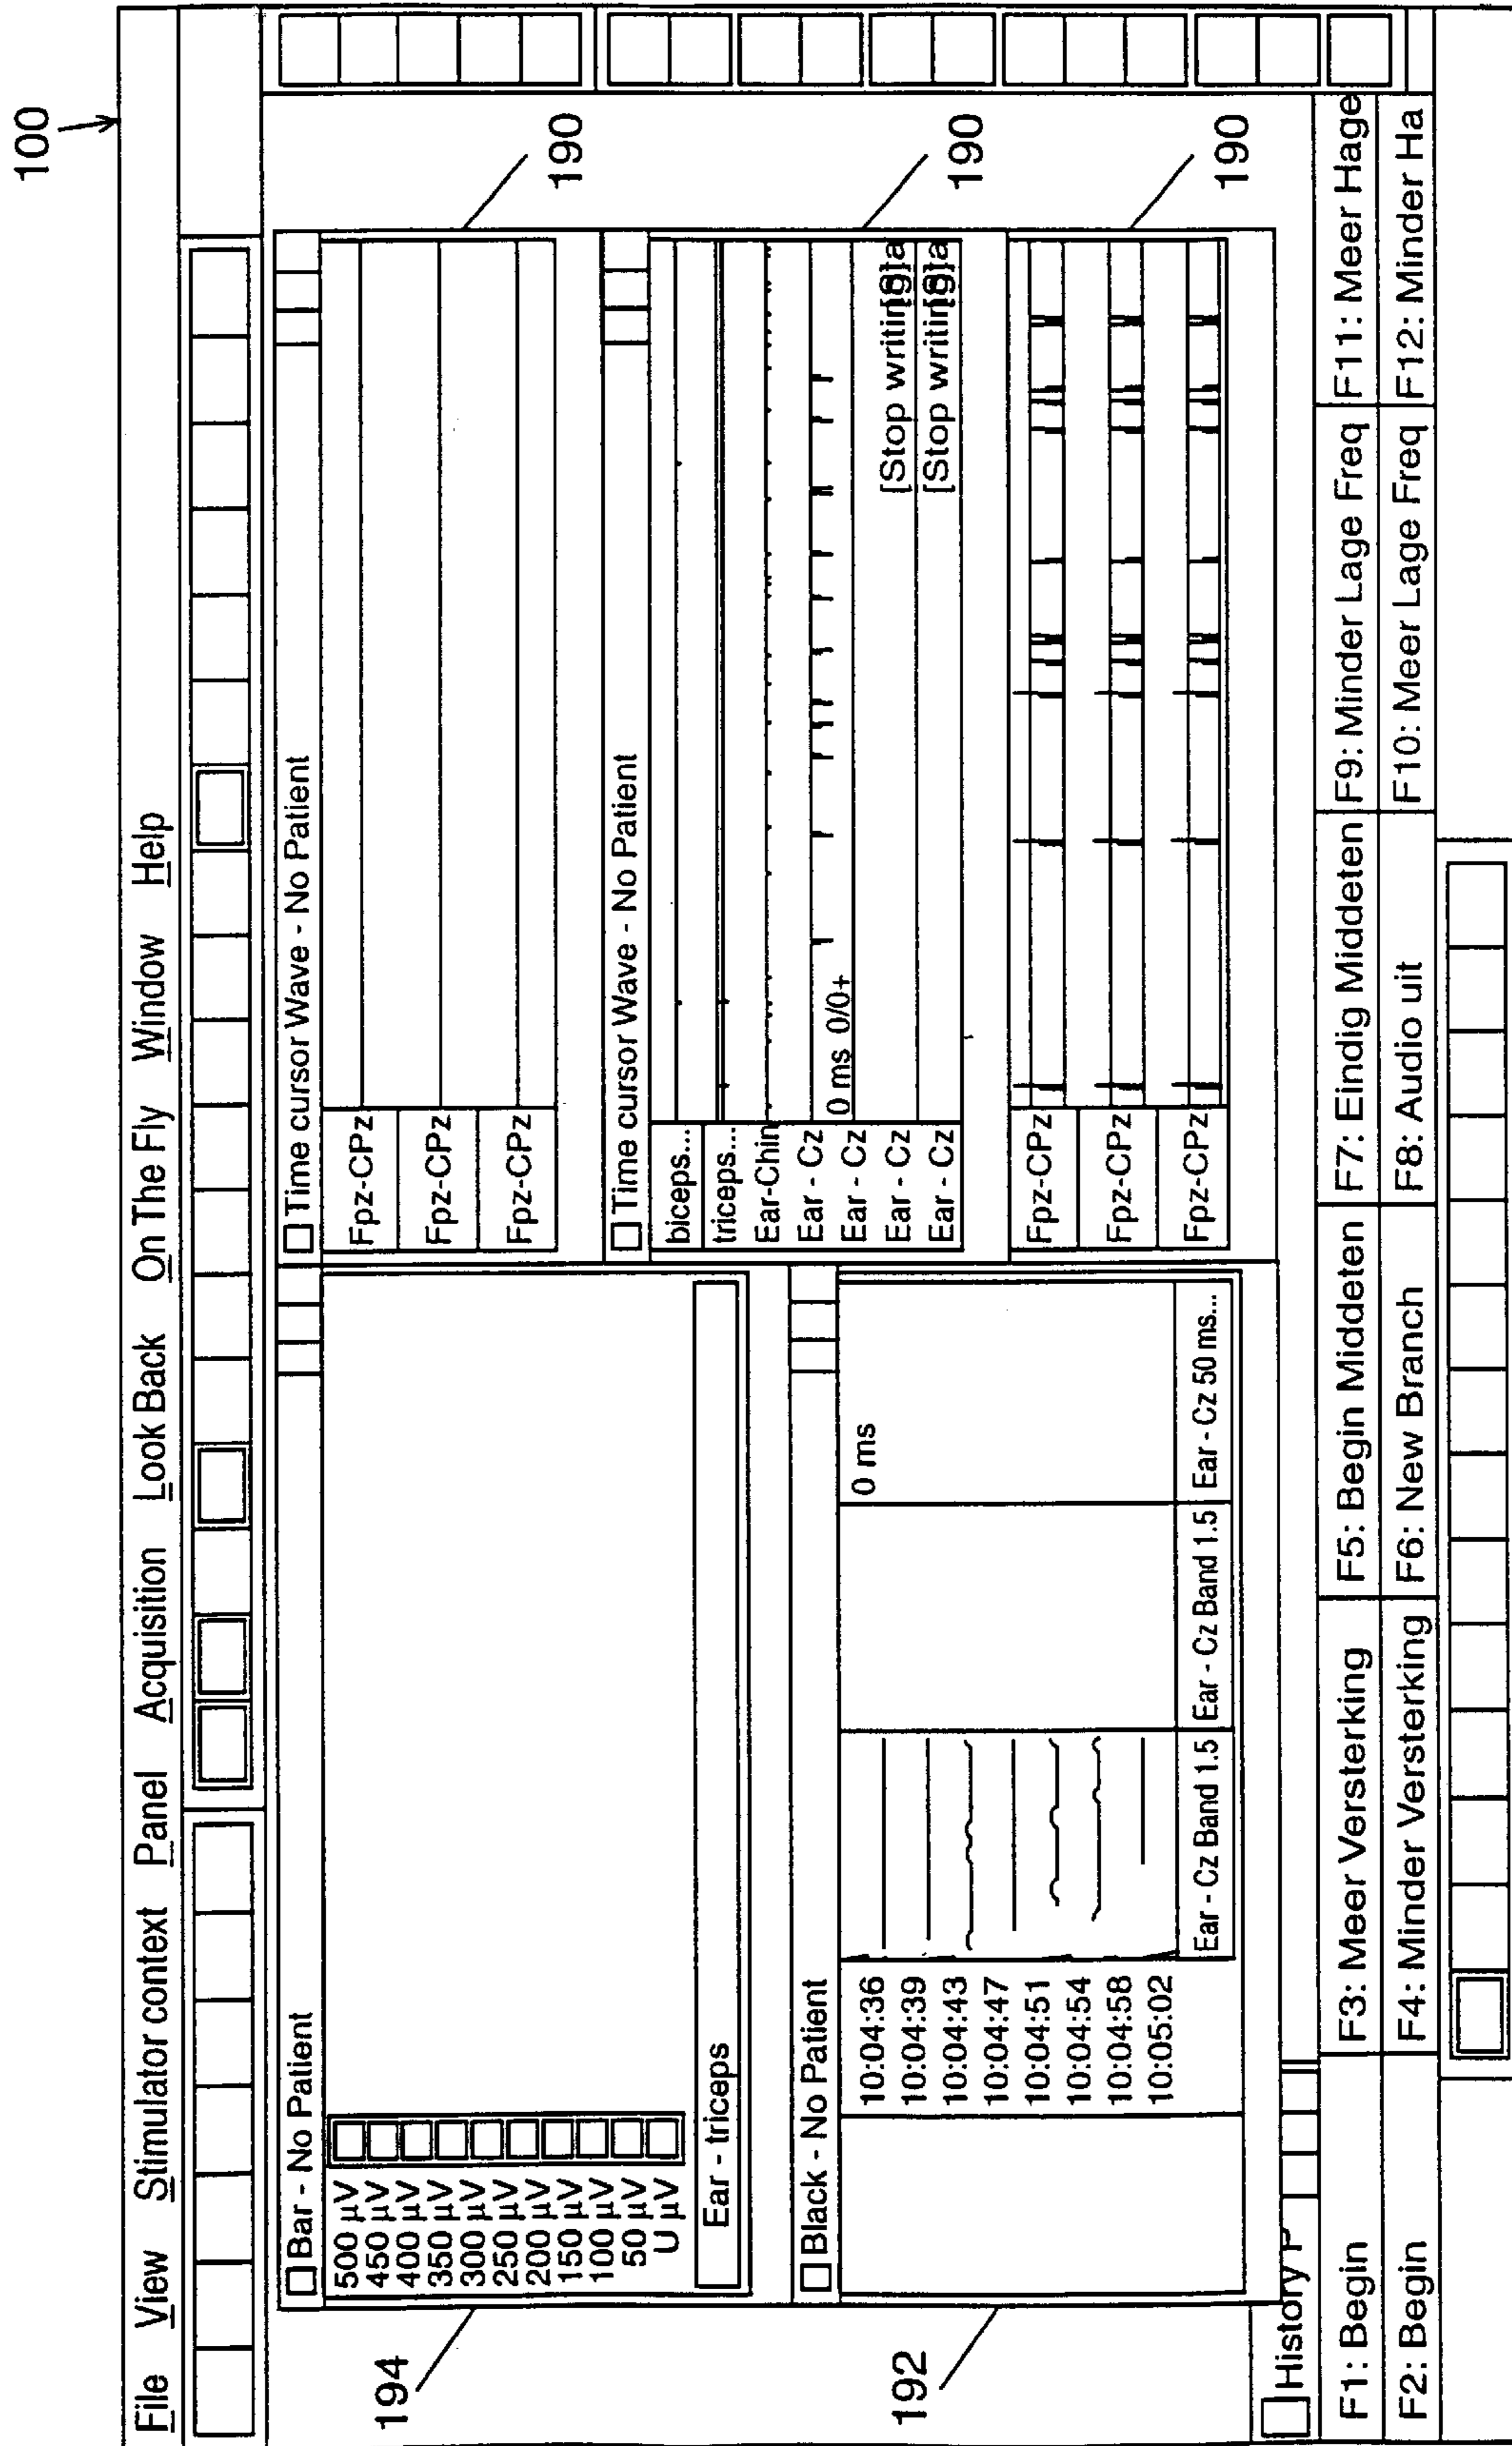 100
File View Stimulator context Panel Acquisition Look Back On The Fly Window Help
Bar - No Patient
500 µV
450 µV
400 µV
350 µV
300 µV
250 µV
200 µV
150 µV
100 µV
50 µV
U µV
Ear - triceps
194
Black - No Patient
10:04:36
10:04:39
10:04:43
10:04:47
10:04:51
10:04:54
10:04:58
10:05:02
0 ms
Ear - Cz Band 1.5 Ear - Cz Band 1.5 Ear - Cz 50 ms...
192
Time cursor Wave - No Patient
Fpz-CPz
Fpz-CPz
Fpz-CPz
190
Time cursor Wave - No Patient
biceps...
triceps...
Ear-Chin
Ear - Cz
Ear - Cz 0 ms 0/0+
Ear - Cz [Stop writing
Ear - Cz [Stop writing
190
Fpz-CPz
Fpz-CPz
Fpz-CPz
190
History
F1: Begin F3: Meer Versterking F5: Begin Middeten F7: Eindig Middeten F9: Minder Lage Freq F11: Meer Hage
F2: Begin F4: Minder Versterking F6: New Branch F8: Audio uit F10: Meer Lage Freq F12: Minder Ha